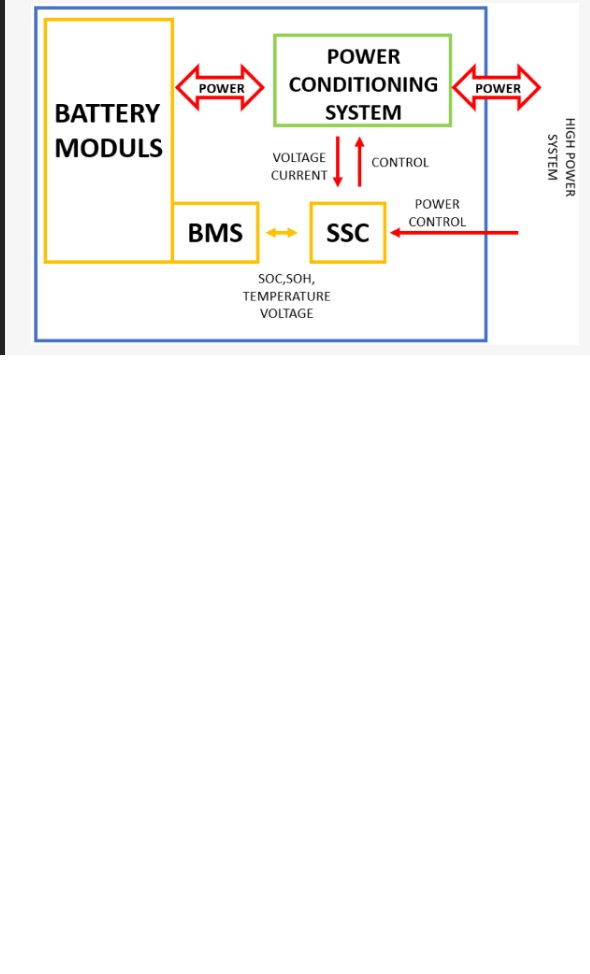 BATTERY
MODULS
POWER
POWER
CONDITIONING
SYSTEM
POWER
HIGH POWER
SYSTEM
VOLTAGE
CURRENT
CONTROL
BMS
SSC
POWER
CONTROL
SOC,SOH,
TEMPERATURE
VOLTAGE